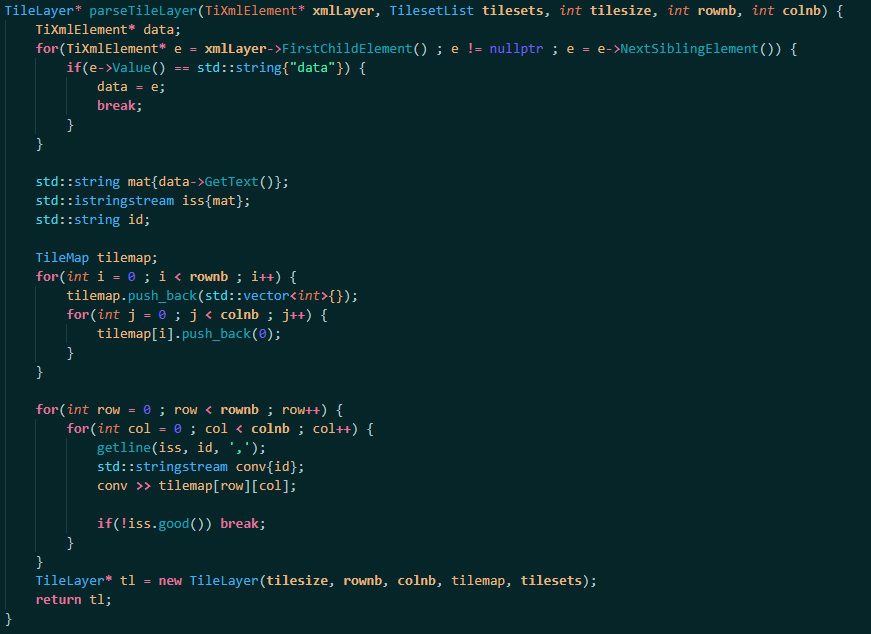 TileLayer* parseTileLayer(TiXmlElement* xmlLayer, TilesetList tilesets, int tilesize, int rownb, int colnb) {
    TiXmlElement* data;
    for(TiXmlElement* e = xmlLayer->FirstChildElement() ; e != nullptr ; e = e->NextSiblingElement()) {
        if(e->Value() == std::string{"data"}) {
            data = e;
            break;
        }
    }

    std::string mat{data->GetText()};
    std::istringstream iss{mat};
    std::string id;

    TileMap tilemap;
    for(int i = 0 ; i < rownb ; i++) {
        tilemap.push_back(std::vector<int>{});
        for(int j = 0 ; j < colnb ; j++) {
            tilemap[i].push_back(0);
        }
    }

    for(int row = 0 ; row < rownb ; row++) {
        for(int col = 0 ; col < colnb ; col++) {
            getline(iss, id, ',');
            std::stringstream conv{id};
            conv >> tilemap[row][col];

            if(!iss.good()) break;
        }
    }
    TileLayer* tl = new TileLayer(tilesize, rownb, colnb, tilemap, tilesets);
    return tl;
}